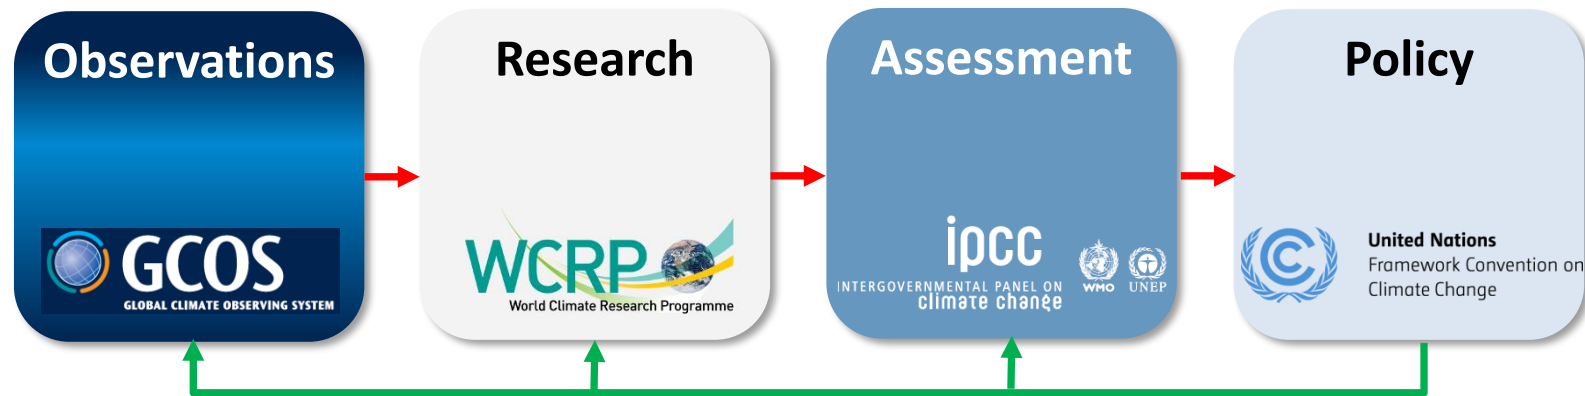 Observations
GCOS
GLOBAL CLIMATE OBSERVING SYSTEM
Research
WCRP
World Climate Research Programme
Assessment
ipcc
INTERGOVERNMENTAL PANEL ON
climate change
WMO
UNEP
Policy
United Nations
Framework Convention on
Climate Change